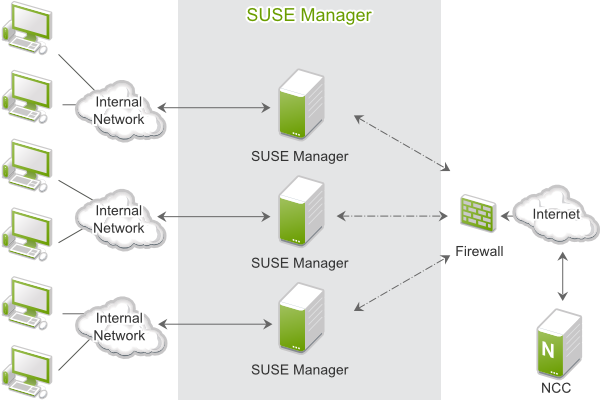 SUSE Manager
Internal
Network
SUSE Manager
Internal
Network
SUSE Manager
Internet
Firewall
Internal
Network
SUSE Manager
N
NCC